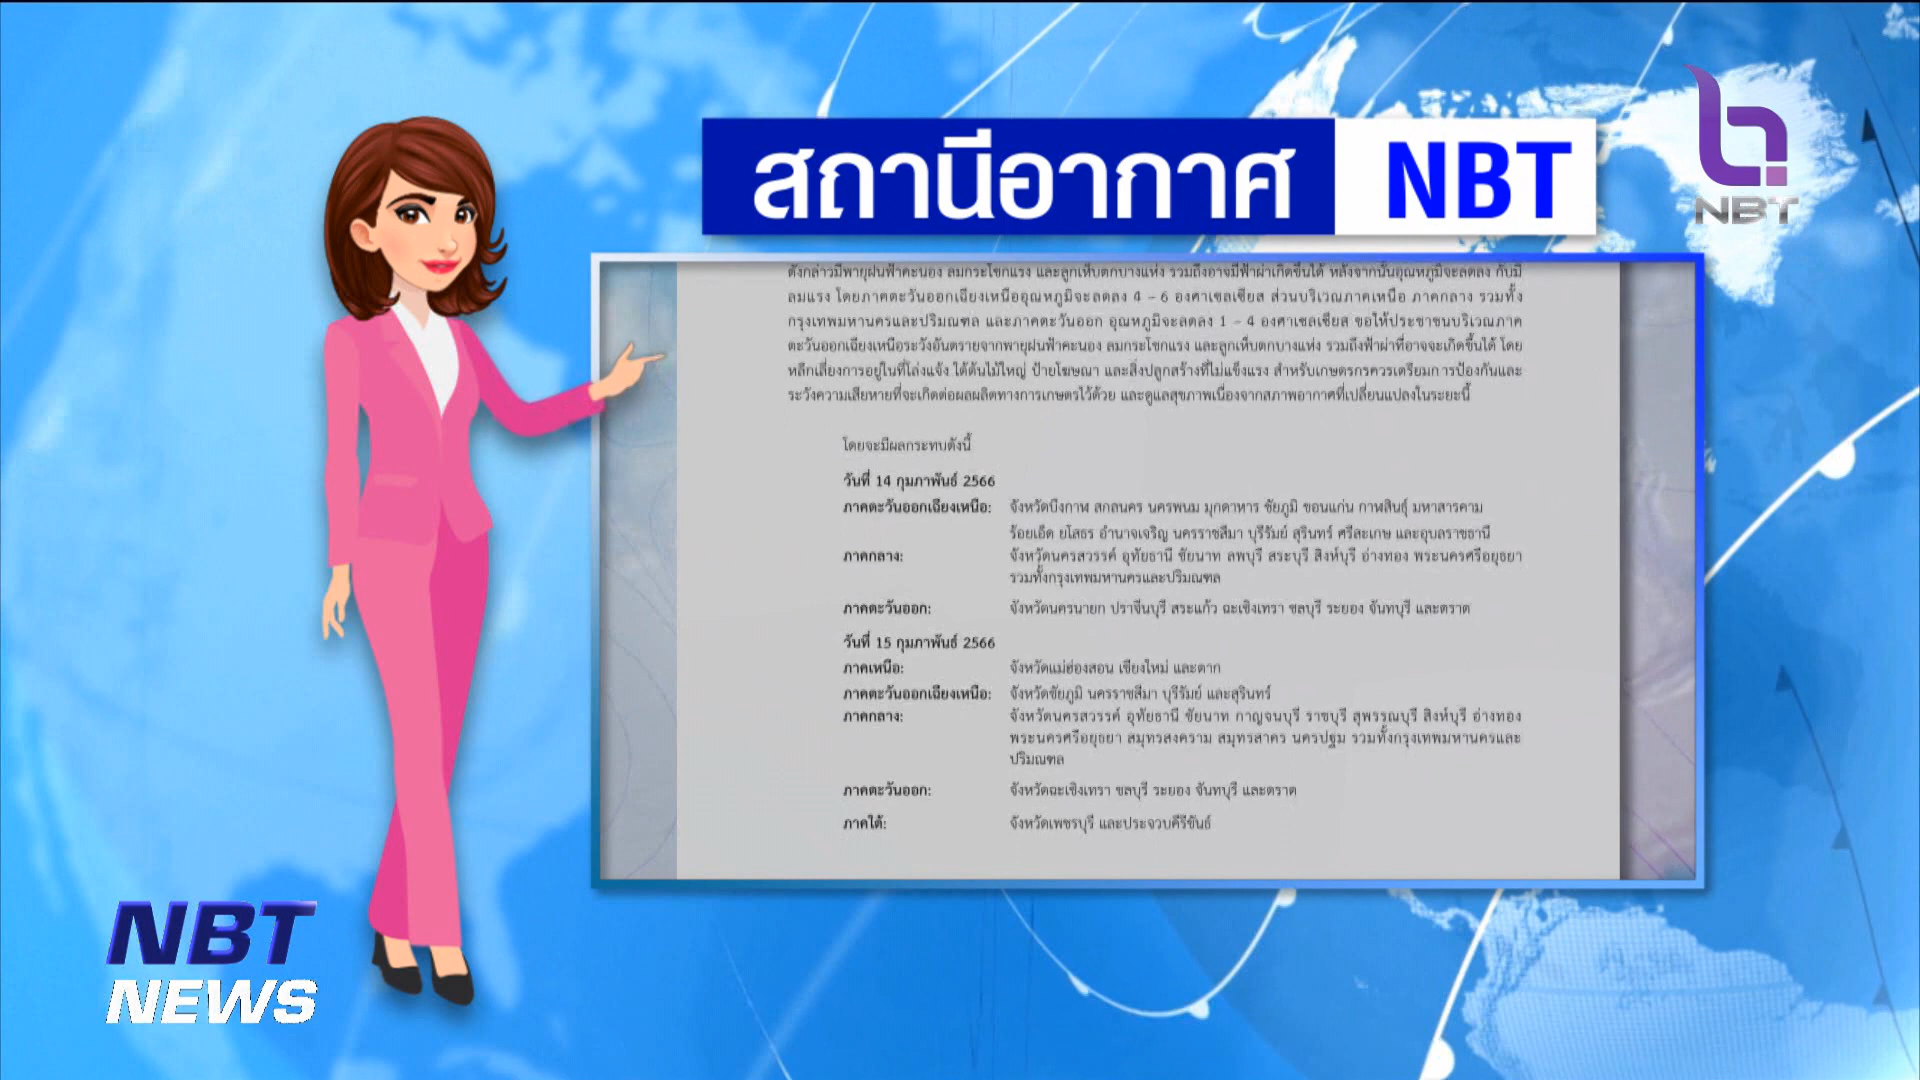 สถานีอากาศ NBT
NBT
ดังกล่าวมีพายุฝนฟ้าคะนอง ลมกระโชกแรง และลูกเห็บตกบางแห่ง รวมถึงอาจมีฟ้าผ่าเกิดขึ้นได้ หลังจากนั้นอุณหภูมิจะลดลง กับมี
ลมแรง โดยภาคตะวันออกเฉียงเหนืออุณหภูมิจะลดลง 4 – 6 องศาเซลเซียส ส่วนบริเวณภาคเหนือ ภาคกลาง รวมทั้ง
กรุงเทพมหานครและปริมณฑล และภาคตะวันออก อุณหภูมิจะลดลง 1 – 4 องศาเซลเซียส ขอให้ประชาชนบริเวณภาค
ตะวันออกเฉียงเหนือระวังอันตรายจากพายุฝนฟ้าคะนอง ลมกระโชกแรง และลูกเห็บตกบางแห่ง รวมถึงฟ้าผ่าที่อาจจะเกิดขึ้นได้ โดย
หลีกเลี่ยงการอยู่ในที่โล่งแจ้ง ใต้ต้นไม้ใหญ่ ป้ายโฆษณา และสิ่งปลูกสร้างที่ไม่แข็งแรง สำหรับเกษตรกรควรเตรียมการป้องกันและ
ระวังความเสียหายที่จะเกิดต่อผลผลิตทางการเกษตรไว้ด้วย และดูแลสุขภาพเนื่องจากสภาพอากาศที่เปลี่ยนแปลงในระยะนี้
โดยจะมีผลกระทบดังนี้
วันที่ 14 กุมภาพันธ์ 2566
ภาคตะวันออกเฉียงเหนือ: จังหวัดบึงกาฬ สกลนคร นครพนม มุกดาหาร ชัยภูมิ ขอนแก่น กาฬสินธุ์ มหาสารคาม
ร้อยเอ็ด ยโสธร อำนาจเจริญ นครราชสีมา บุรีรัมย์ สุรินทร์ ศรีสะเกษ และอุบลราชธานี
ภาคกลาง: จังหวัดนครสวรรค์ อุทัยธานี ชัยนาท ลพบุรี สระบุรี สิงห์บุรี อ่างทอง พระนครศรีอยุธยา
รวมทั้งกรุงเทพมหานครและปริมณฑล
ภาคตะวันออก: จังหวัดนครนายก ปราจีนบุรี สระแก้ว ฉะเชิงเทรา ชลบุรี ระยอง จันทบุรี และตราด
วันที่ 15 กุมภาพันธ์ 2566
ภาคเหนือ: จังหวัดแม่ฮ่องสอน เชียงใหม่ และตาก
ภาคตะวันออกเฉียงเหนือ: จังหวัดชัยภูมิ นครราชสีมา บุรีรัมย์ และสุรินทร์
ภาคกลาง: จังหวัดนครสวรรค์ อุทัยธานี ชัยนาท กาญจนบุรี ราชบุรี สุพรรณบุรี สิงห์บุรี อ่างทอง
พระนครศรีอยุธยา สมุทรสงคราม สมุทรสาคร นครปฐม รวมทั้งกรุงเทพมหานครและ
ปริมณฑล
ภาคตะวันออก: จังหวัดฉะเชิงเทรา ชลบุรี ระยอง จันทบุรี และตราด
ภาคใต้: จังหวัดเพชรบุรี และประจวบคีรีขันธ์
NBT
NEWS